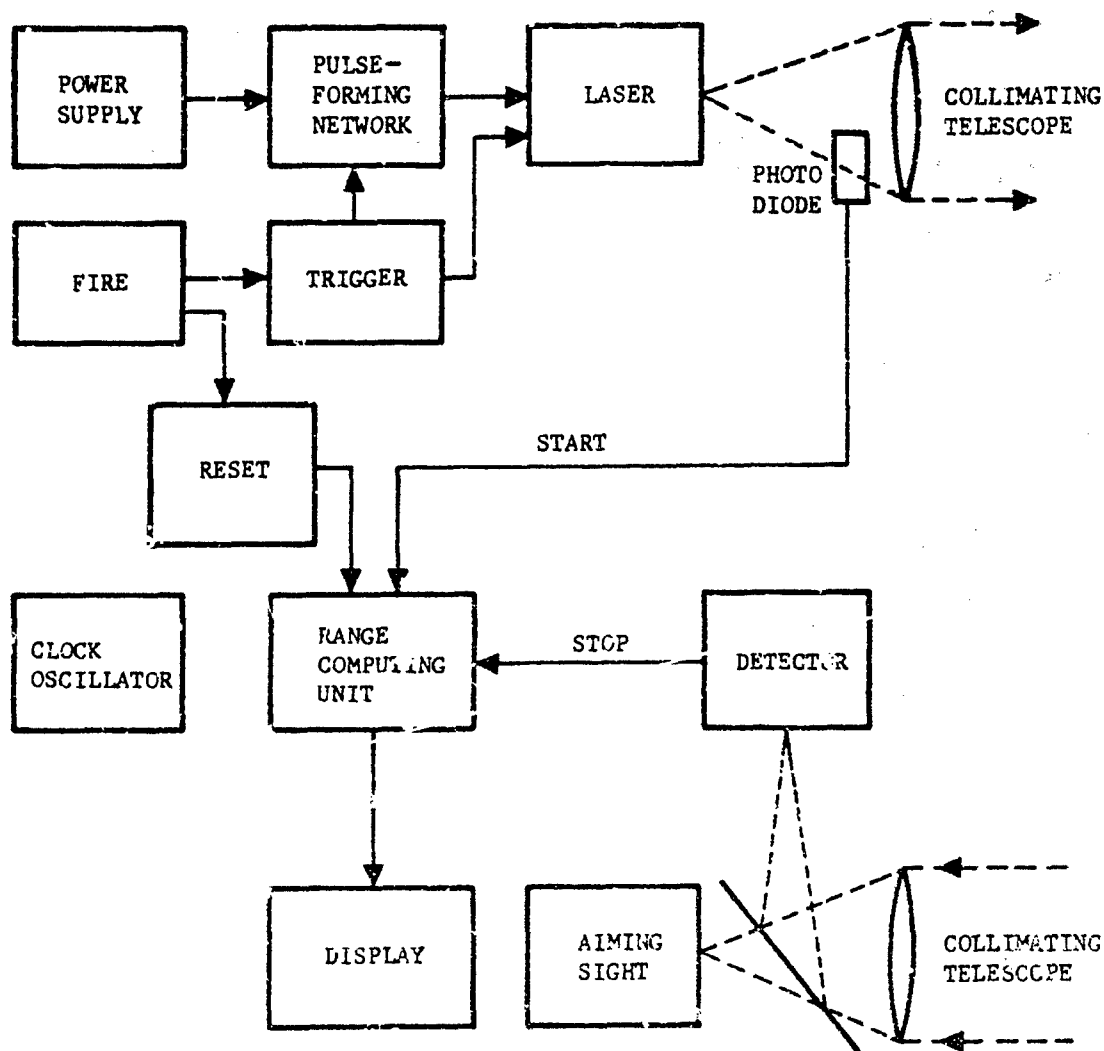 POWER
SUPPLY
PULSE-
FORMING
NETWORK
LASER
COLLIMATING
TELESCOPE
PHOTO
DIODE
FIRE
TRIGGER
RESET
START
CLOCK
OSCILLATOR
RANGE
COMPUTING
UNIT
STOP
DETECTOR
DISPLAY
AIMING
SIGHT
COLLIMATING
TELESCOPE